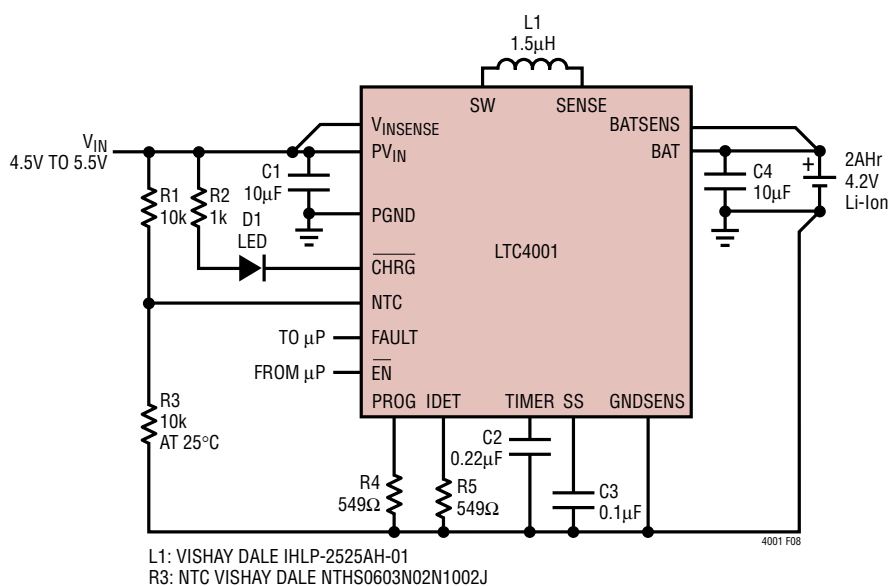 L1
1.5µH
SW
SENSE
VINSENSE
BATSENS
VIN
4.5V TO 5.5V
PVIN
BAT
R1
10k
R2
1k
C1
10µF
C4
10µF
+
2AHr
4.2V
Li-Ion
D1
LED
PGND
LTC4001
CHRG
NTC
TO µP
FAULT
FROM µP
EN
R3
10k
AT 25°C
PROG
IDET
TIMER
SS
GNDSENS
C2
0.22µF
R4
549Ω
R5
549Ω
C3
0.1µF
4001 F08
L1: VISHAY DALE IHLP-2525AH-01
R3: NTC VISHAY DALE NTHS0603N02N1002J